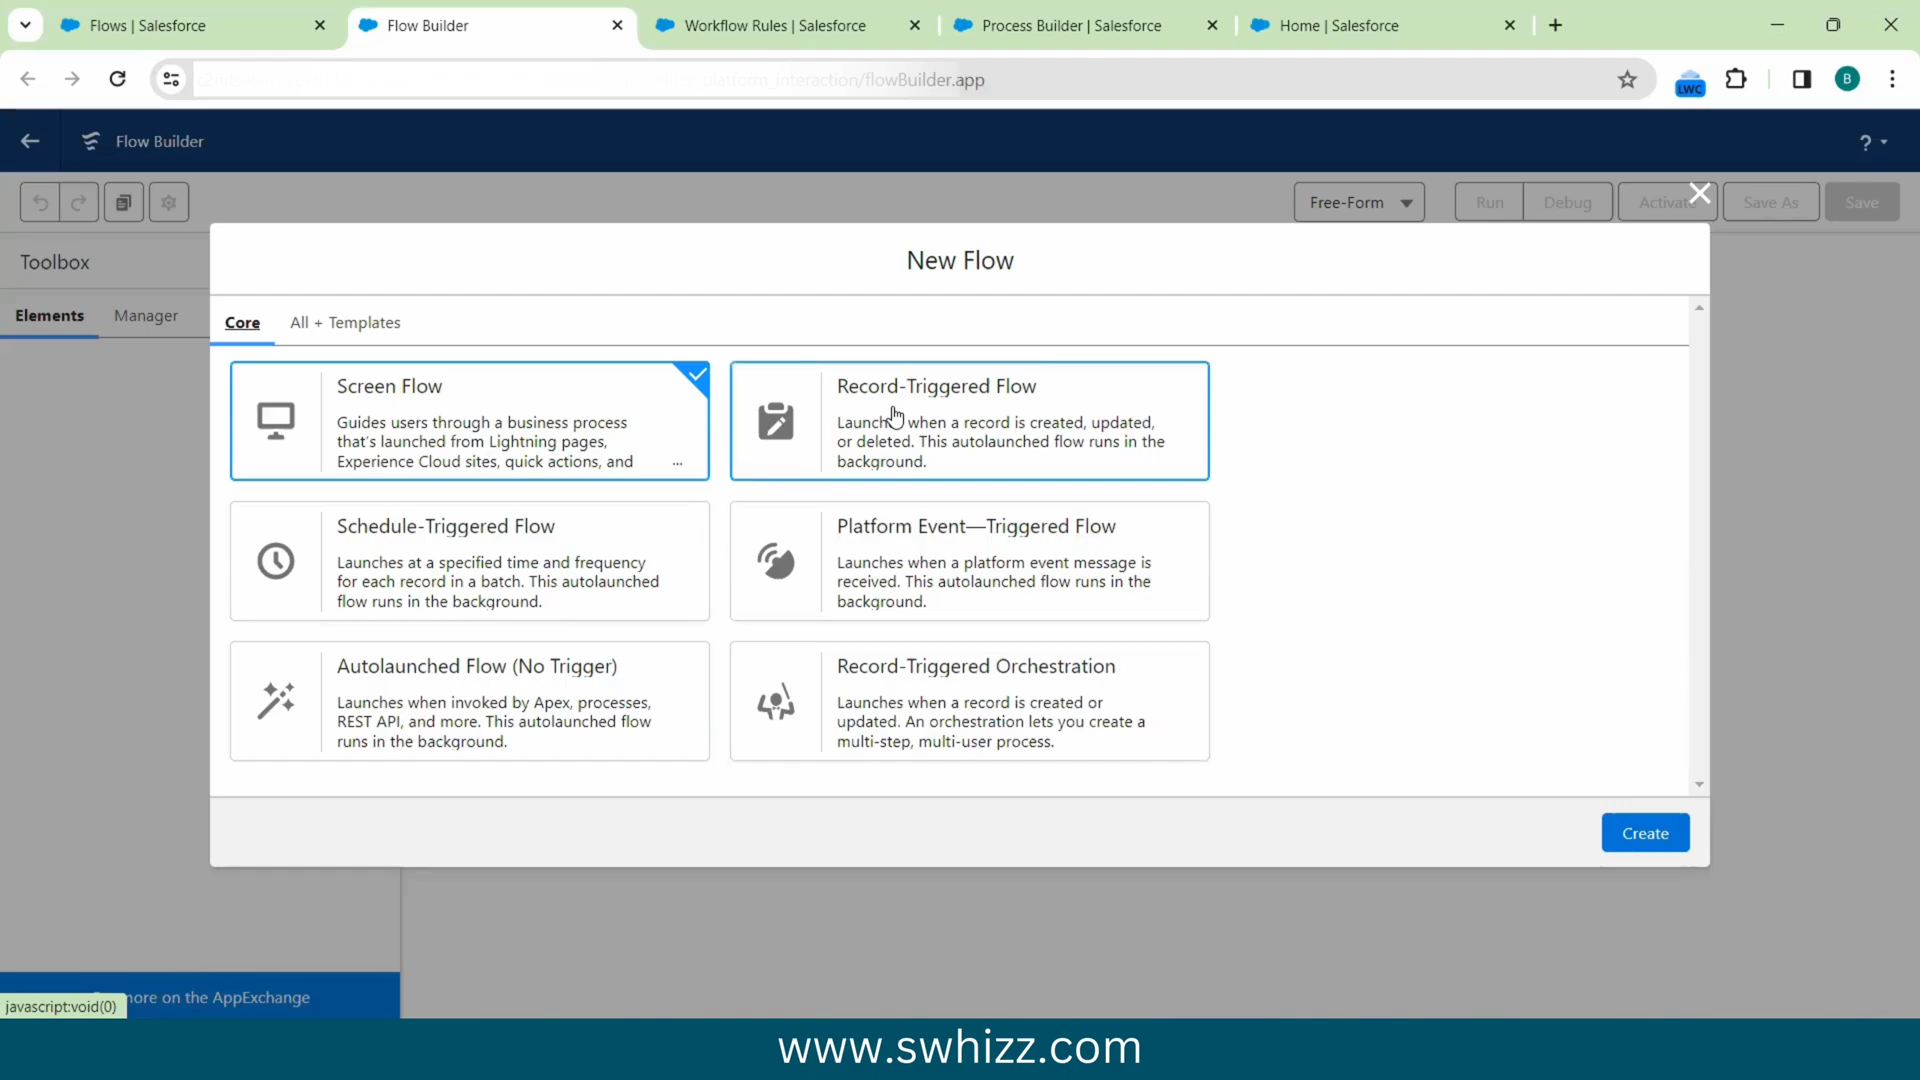 Flows | Salesforce
Flow Builder
Workflow Rules | Salesforce
Process Builder | Salesforce
Home | Salesforce
platform_interaction/flowBuilder.app
LWC
B
Flow Builder
?
Free-Form
Run
Debug
Activate
Save As
Save
Toolbox
New Flow
Elements
Manager
Core
All + Templates
Screen Flow
Guides users through a business process
that's launched from Lightning pages,
Experience Cloud sites, quick actions, and ...
Record-Triggered Flow
Launches when a record is created, updated,
or deleted. This autolaunched flow runs in the
background.
Schedule-Triggered Flow
Launches at a specified time and frequency
for each record in a batch. This autolaunched
flow runs in the background.
Platform Event—Triggered Flow
Launches when a platform event message is
received. This autolaunched flow runs in the
background.
Autolaunched Flow (No Trigger)
Launches when invoked by Apex, processes,
REST API, and more. This autolaunched flow
runs in the background.
Record-Triggered Orchestration
Launches when a record is created or
updated. An orchestration lets you create a
multi-step, multi-user process.
Create
more on the AppExchange
javascript:void(0)
www.swhizz.com